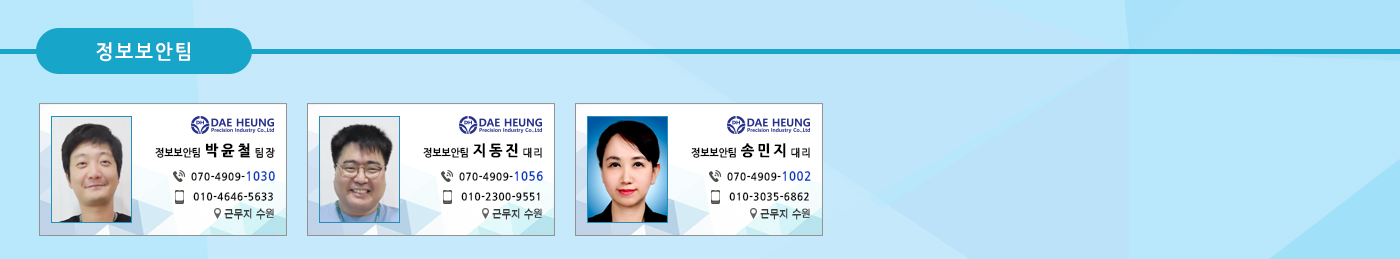 정보보안팀
DH DAE HEUNG
Precision Industry Co.,Ltd
정보보안팀 박윤철 팀장
070-4909-1030
010-4646-5633
근무지 수원
DH DAE HEUNG
Precision Industry Co.,Ltd
정보보안팀 지동진 대리
070-4909-1056
010-2300-9551
근무지 수원
DH DAE HEUNG
Precision Industry Co.,Ltd
정보보안팀 송민지 대리
070-4909-1002
010-3035-6862
근무지 수원